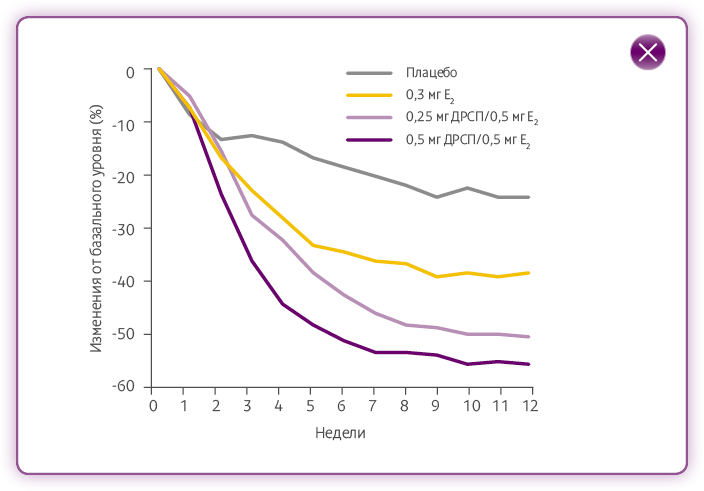 Плацебо
0,3 мг E2
0,25 мг ДРСП/0,5 мг E2
0,5 мг ДРСП/0,5 мг E2
Изменения от базального уровня (%)
0
-10
-20
-30
-40
-50
-60
0 1 2 3 4 5 6 7 8 9 10 11 12
Недели